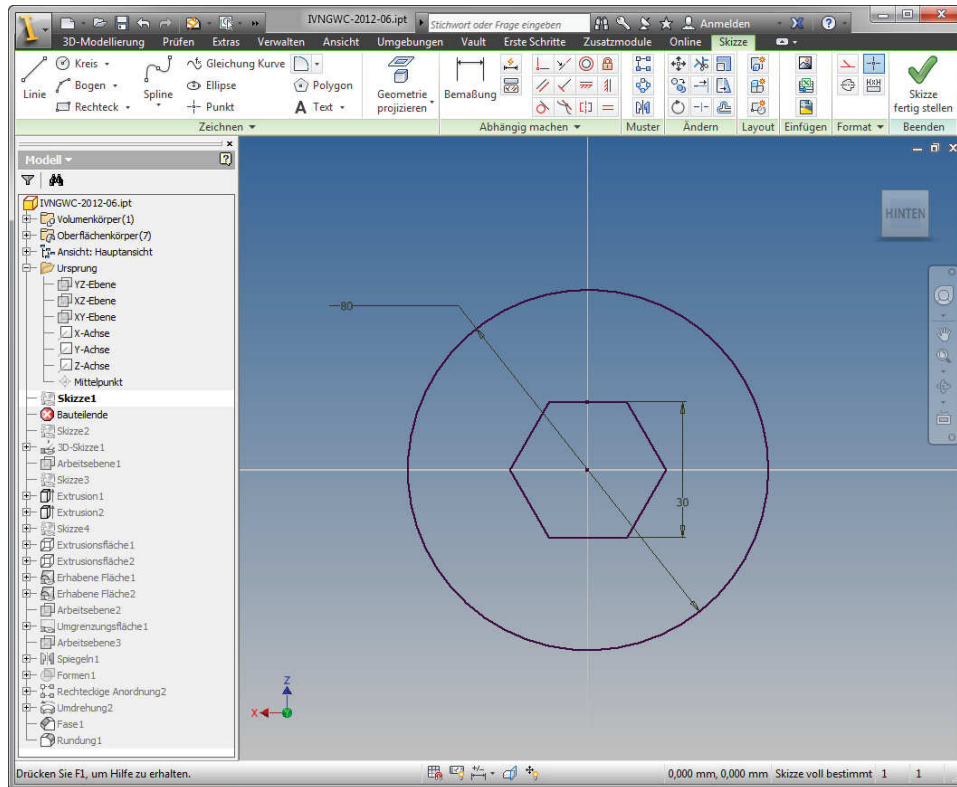 IVNGWC-2012-06.ipt
Stichwort oder Frage eingeben
Anmelden
3D-Modellierung Prüfen Extras Verwalten Ansicht Umgebungen Vault Erste Schritte Zusatzmodule Online Skizze
Linie
Kreis
Bogen
Rechteck
Spline
Gleichung Kurve
Ellipse
Punkt
Polygon
A Text
Geometrie
projizieren
Bemaßung
Skizze
fertig stellen
Zeichnen Abhängig machen Muster Ändern Layout Einfügen Format Beenden
Modell
IVNGWC-2012-06.ipt
Volumenkörper(1)
Oberflächenkörper(7)
Ansicht: Hauptansicht
Ursprung
YZ-Ebene
XZ-Ebene
XY-Ebene
X-Achse
Y-Achse
Z-Achse
Mittelpunkt
Skizze1
Bauteilende
Skizze2
3D-Skizze1
Arbeitsebene1
Skizze3
Extrusion1
Extrusion2
Skizze4
Extrusionsfläche1
Extrusionsfläche2
Erhabene Fläche1
Erhabene Fläche2
Arbeitsebene2
Umgrenzungsfläche1
Arbeitsebene3
Spiegeln1
Formen1
Rechteckige Anordnung2
Umdrehung2
Fase1
Rundung1
HINTEN
80
30
Z
X
Y
Drücken Sie F1, um Hilfe zu erhalten.
0,000 mm, 0,000 mm Skizze voll bestimmt 1 1